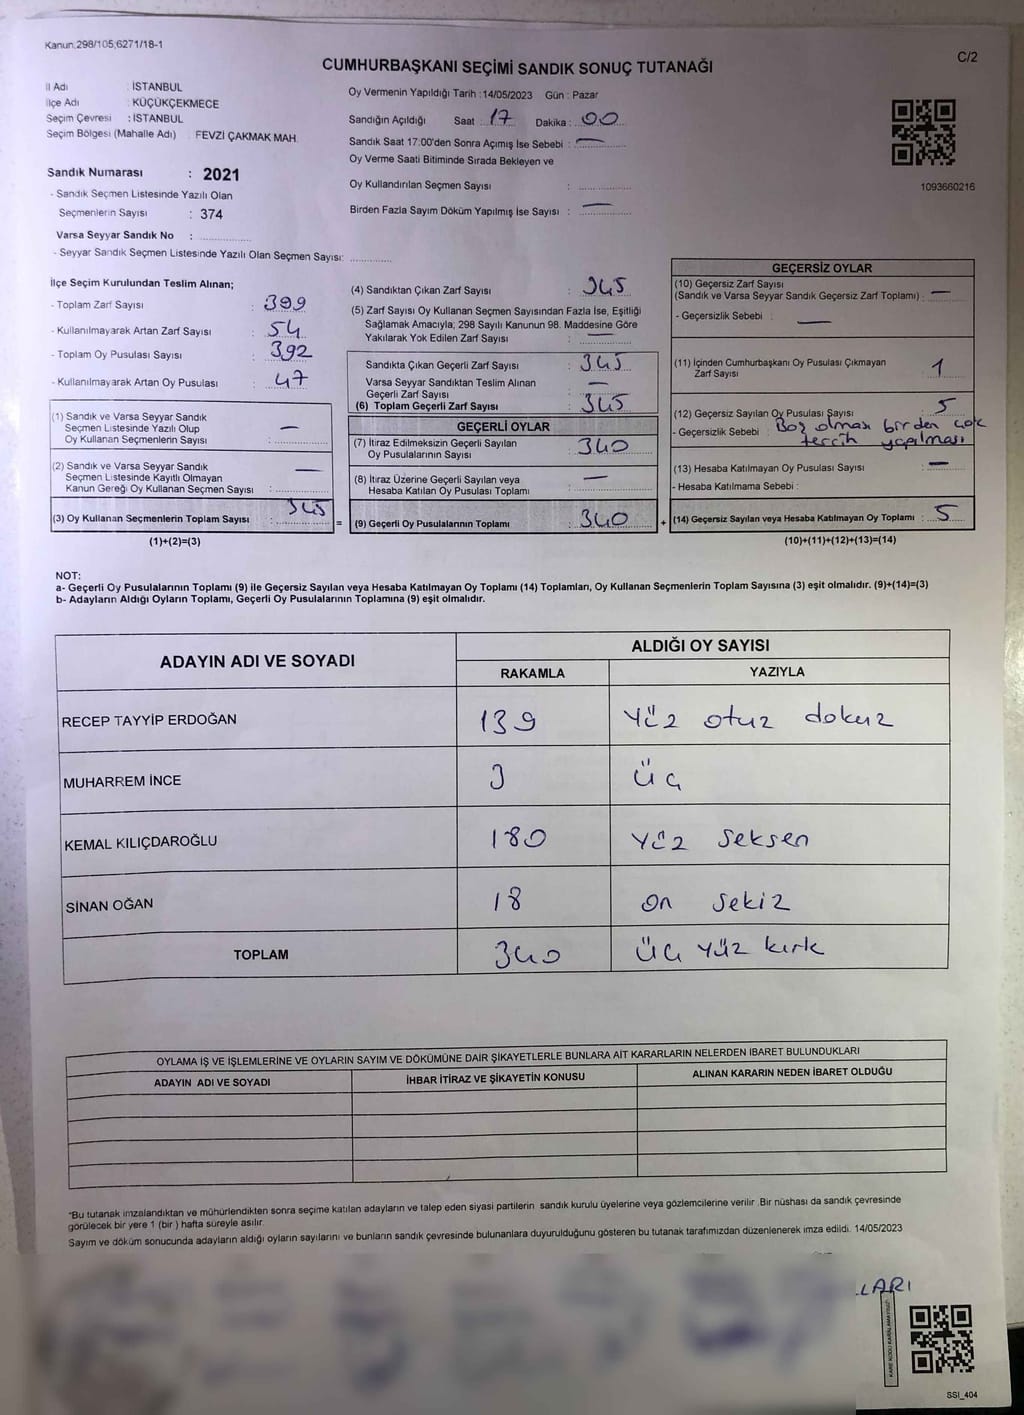 Kanun:298/105,6271/18-1
C/2
CUMHURBAŞKANI SEÇİMİ SANDIK SONUÇ TUTANAĞI
İl Adı : İSTANBUL
İlçe Adı : KÜÇÜKÇEKMECE
Seçim Çevresi : İSTANBUL
Seçim Bölgesi (Mahalle Adı) : FEVZİ ÇAKMAK MAH.
Sandık Numarası : 2021
- Sandık Seçmen Listesinde Yazılı Olan
Seçmenlerin Sayısı : 374
Varsa Seyyar Sandık No :
- Seyyar Sandık Seçmen Listesinde Yazılı Olan Seçmen Sayısı:
Oy Vermenin Yapıldığı Tarih :14/05/2023 Gün : Pazar
Sandığın Açıldığı Saat : 17 Dakika : 00
Sandık Saat 17:00'den Sonra Açımış İse Sebebi : —
Oy Verme Saati Bitiminde Sırada Bekleyen ve
Oy Kullandırılan Seçmen Sayısı :
Birden Fazla Sayım Döküm Yapılmış İse Sayısı : —
1093660216
İlçe Seçim Kurulundan Teslim Alınan;
- Toplam Zarf Sayısı : 399
- Kullanılmayarak Artan Zarf Sayısı : 54
- Toplam Oy Pusulası Sayısı : 392
- Kullanılmayarak Artan Oy Pusulası : 47
(1) Sandık ve Varsa Seyyar Sandık
Seçmen Listesinde Yazılı Olup
Oy Kullanan Seçmenlerin Sayısı : —
(2) Sandık ve Varsa Seyyar Sandık
Seçmen Listesinde Kayıtlı Olmayan
Kanun Gereği Oy Kullanan Seçmen Sayısı : —
(3) Oy Kullanan Seçmenlerin Toplam Sayısı : 345
(1)+(2)=(3)
(4) Sandıktan Çıkan Zarf Sayısı : 345
(5) Zarf Sayısı Oy Kullanan Seçmen Sayısından Fazla İse, Eşitliği
Sağlamak Amacıyla, 298 Sayılı Kanunun 98. Maddesine Göre
Yakılarak Yok Edilen Zarf Sayısı : —
Sandıkta Çıkan Geçerli Zarf Sayısı : 345
Varsa Seyyar Sandıktan Teslim Alınan
Geçerli Zarf Sayısı : —
(6) Toplam Geçerli Zarf Sayısı : 345
GEÇERLİ OYLAR
(7) İtiraz Edilmeksizin Geçerli Sayılan
Oy Pusulalarının Sayısı : 340
(8) İtiraz Üzerine Geçerli Sayılan veya
Hesaba Katılan Oy Pusulası Toplamı : —
= (9) Geçerli Oy Pusulalarının Toplamı : 340
GEÇERSİZ OYLAR
(10) Geçersiz Zarf Sayısı
(Sandık ve Varsa Seyyar Sandık Geçersiz Zarf Toplamı) : —
- Geçersizlik Sebebi : —
(11) İçinden Cumhurbaşkanı Oy Pusulası Çıkmayan
Zarf Sayısı : 1
(12) Geçersiz Sayılan Oy Pusulası Sayısı : 5
- Geçersizlik Sebebi : Boş olması birden çok
tercih yapılması
(13) Hesaba Katılmayan Oy Pusulası Sayısı : —
- Hesaba Katılmama Sebebi :
+ (14) Geçersiz Sayılan veya Hesaba Katılmayan Oy Toplamı : 5
(10)+(11)+(12)+(13)=(14)
NOT:
a- Geçerli Oy Pusulalarının Toplamı (9) ile Geçersiz Sayılan veya Hesaba Katılmayan Oy Toplamı (14) Toplamları, Oy Kullanan Seçmenlerin Toplam Sayısına (3) eşit olmalıdır. (9)+(14)=(3)
b- Adayların Aldığı Oyların Toplamı, Geçerli Oy Pusulalarının Toplamına (9) eşit olmalıdır.
ADAYIN ADI VE SOYADI
ALDIĞI OY SAYISI
RAKAMLA YAZIYLA
RECEP TAYYİP ERDOĞAN 139 Yüz otuz dokuz
MUHARREM İNCE 3 üç
KEMAL KILIÇDAROĞLU 180 Yüz seksen
SİNAN OĞAN 18 on sekiz
TOPLAM 340 üç yüz kırk
OYLAMA İŞ VE İŞLEMLERİNE VE OYLARIN SAYIM VE DÖKÜMÜNE DAİR ŞİKAYETLERLE BUNLARA AİT KARARLARIN NELERDEN İBARET BULUNDUKLARI
ADAYIN ADI VE SOYADI İHBAR İTİRAZ VE ŞİKAYETİN KONUSU ALINAN KARARIN NEDEN İBARET OLDUĞU
"Bu tutanak imzalandıktan ve mühürlendikten sonra seçime katılan adayların ve talep eden siyasi partilerin sandık kurulu üyelerine veya gözlemcilerine verilir. Bir nüshası da sandık çevresinde
görülecek bir yere 1 (bir ) hafta süreyle asılır.
Sayım ve döküm sonucunda adayların aldığı oyların sayılarını ve bunların sandık çevresinde bulunanlara duyurulduğunu gösteren bu tutanak tarafımızdan düzenlenerek imza edildi. 14/05/2023
LARI
KARE KODU KARALAMAYINIZ!
SSI_404